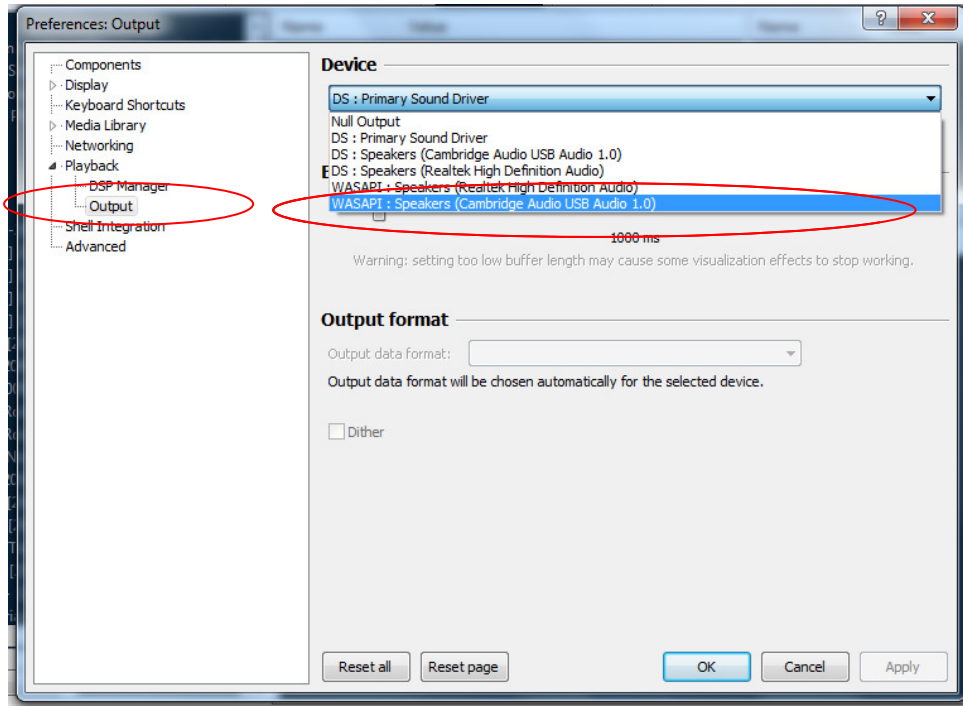 Preferences: Output
Components
Display
Keyboard Shortcuts
Media Library
Networking
Playback
DSP Manager
Output
Shell Integration
Advanced
Device
DS : Primary Sound Driver
Null Output
DS : Primary Sound Driver
DS : Speakers (Cambridge Audio USB Audio 1.0)
DS : Speakers (Realtek High Definition Audio)
WASAPI : Speakers (Realtek High Definition Audio)
WASAPI : Speakers (Cambridge Audio USB Audio 1.0)
1000 ms
Warning: setting too low buffer length may cause some visualization effects to stop working.
Output format
Output data format:
Output data format will be chosen automatically for the selected device.
Dither
Reset all
Reset page
OK
Cancel
Apply